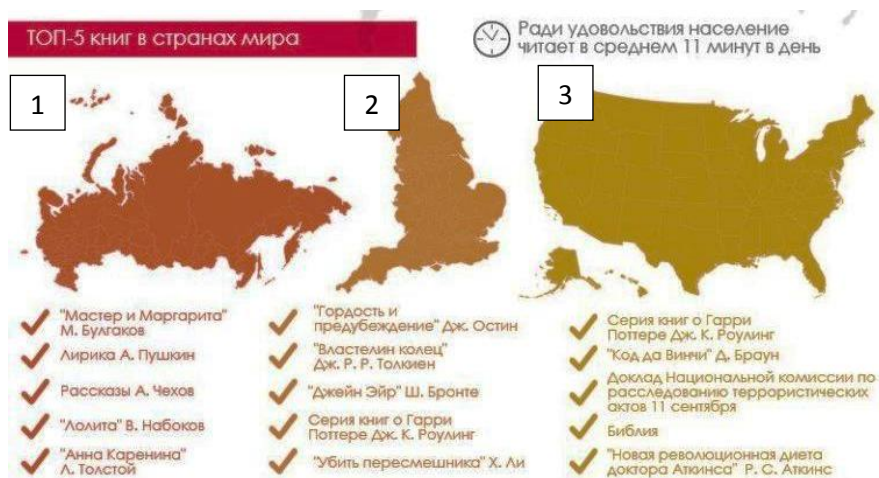 ТОП-5 книг в странах мира
Ради удовольствия население
читает в среднем 11 минут в день
1
2
3
"Мастер и Маргарита"
М. Булгаков
Лирика А. Пушкин
Рассказы А. Чехов
"Лолита" В. Набоков
"Анна Каренина"
Л. Толстой
"Гордость и
предубеждение" Дж. Остин
"Властелин колец"
Дж. Р. Р. Толкиен
"Джейн Эйр" Ш. Бронте
Серия книг о Гарри
Поттере Дж. К. Роулинг
"Убить пересмешника" Х. Ли
Серия книг о Гарри
Поттере Дж. К. Роулинг
"Код да Винчи" Д. Браун
Доклад Национальной комиссии по
расследованию террористических
актов 11 сентября
Библия
"Новая революционная диета
доктора Аткинса" Р. С. Аткинс